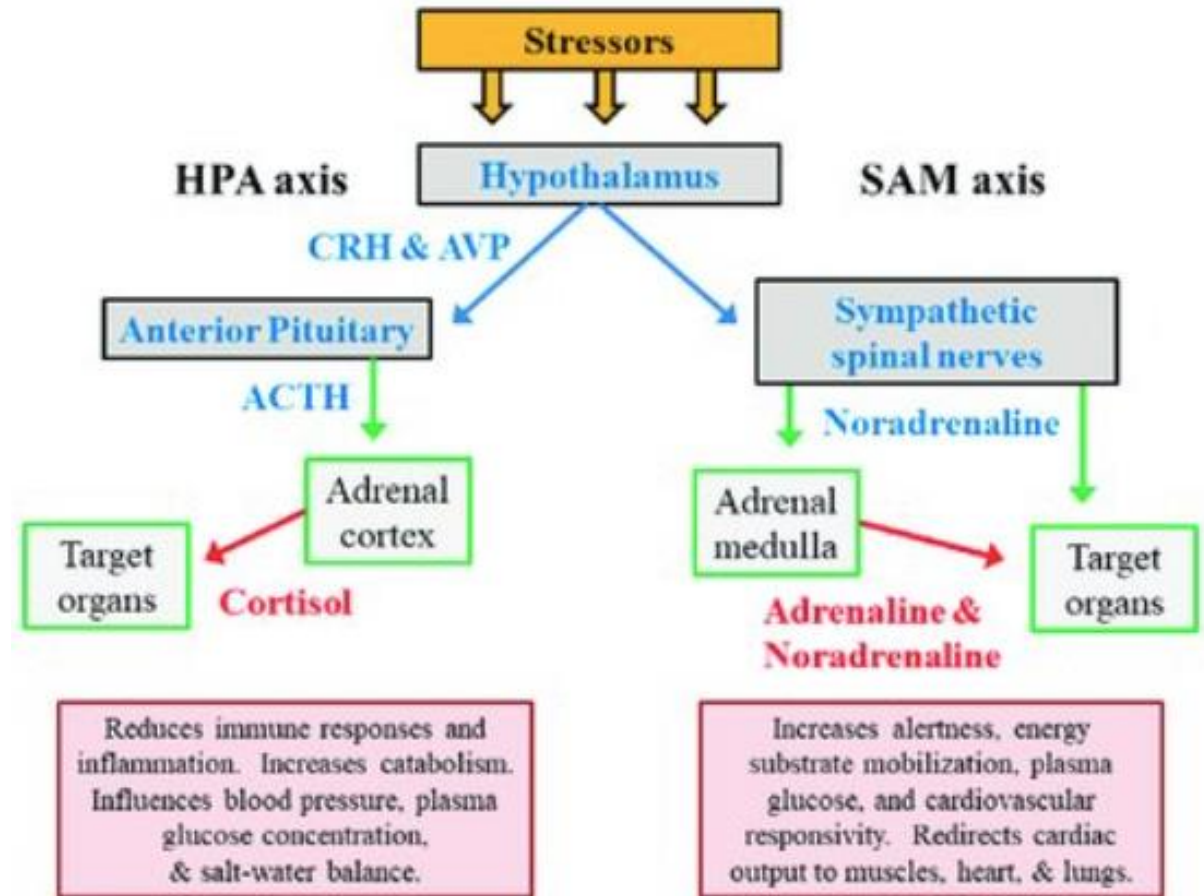 Stressors
HPA axis
Hypothalamus
SAM axis
CRH & AVP
Anterior Pituitary
Sympathetic
spinal nerves
ACTH
Noradrenaline
Adrenal
cortex
Target
organs
Cortisol
Adrenal
medulla
Target
organs
Adrenaline &
Noradrenaline
Reduces immune responses and
inflammation. Increases catabolism.
Influences blood pressure, plasma
glucose concentration,
& salt-water balance.
Increases alertness, energy
substrate mobilization, plasma
glucose, and cardiovascular
responsivity. Redirects cardiac
output to muscles, heart, & lungs.